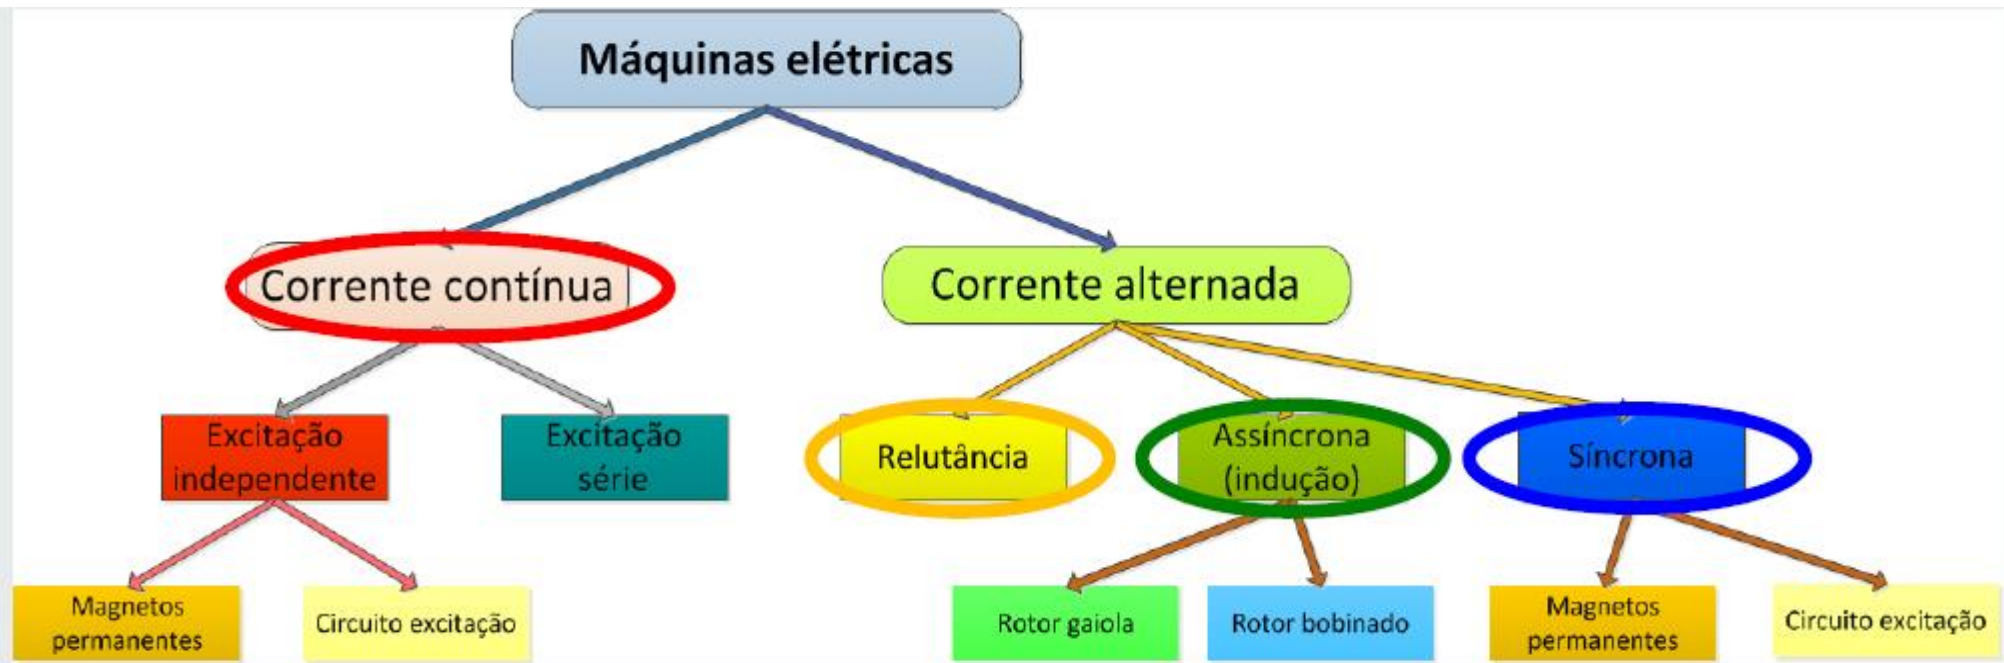 Máquinas elétricas
Corrente contínua
Corrente alternada
Excitação
independente
Excitação
série
Relutância
Assíncrona
(indução)
Síncrona
Magnetos
permanentes
Circuito excitação
Rotor gaiola
Rotor bobinado
Magnetos
permanentes
Circuito excitação